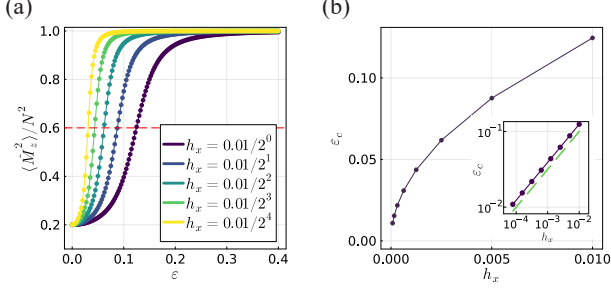 (a)
1.0
0.8
0.6
0.4
0.2
⟨M̂_z^2⟩/N^2
0.0 0.1 0.2 0.3 0.4
ε
h_x = 0.01/2^0
h_x = 0.01/2^1
h_x = 0.01/2^2
h_x = 0.01/2^3
h_x = 0.01/2^4
(b)
0.10
0.05
0.00
ε_c
0.000 0.005 0.010
h_x
10^{-1}
10^{-2}
ε_c
10^{-4} 10^{-3} 10^{-2}
h_x